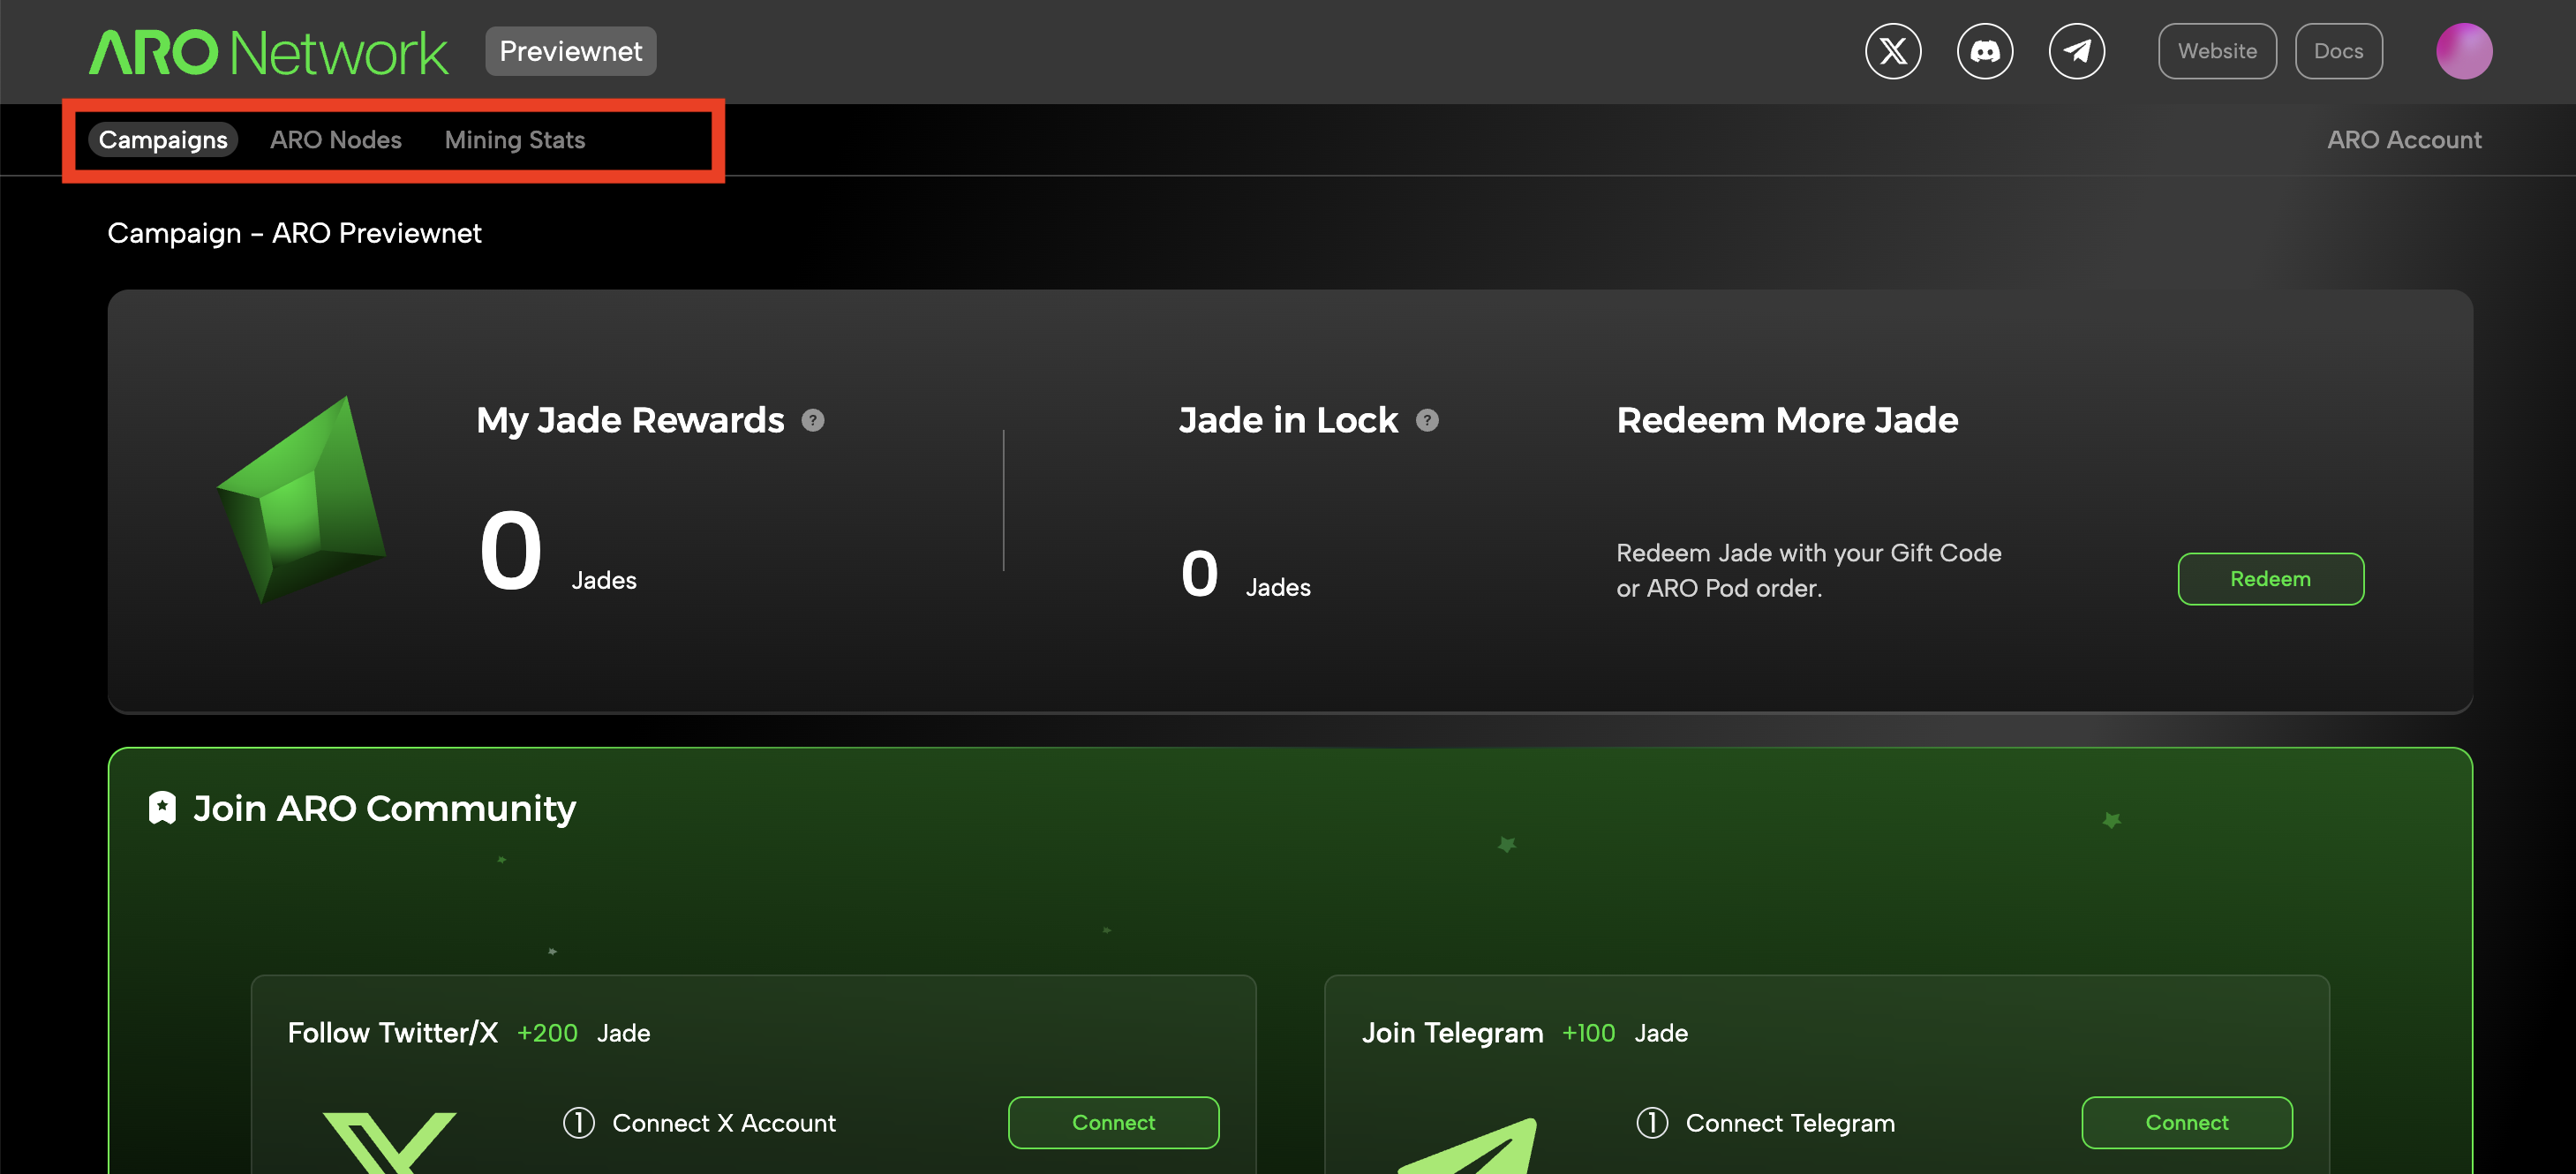 ARO Network Previewnet Website Docs
Campaigns ARO Nodes Mining Stats ARO Account
Campaign - ARO Previewnet
My Jade Rewards ? Jade in Lock ? Redeem More Jade
0 Jades 0 Jades
Redeem Jade with your Gift Code
or ARO Pod order.
Redeem
Join ARO Community
Follow Twitter/X +200 Jade Join Telegram +100 Jade
1 Connect X Account Connect 1 Connect Telegram Connect